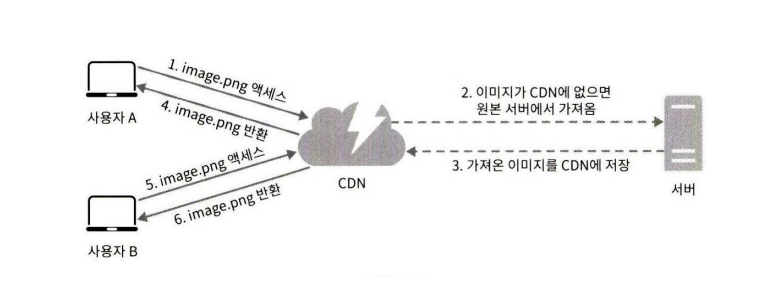 1. image.png 액세스
4. image.png 반환
사용자 A
2. 이미지가 CDN에 없으면
원본 서버에서 가져옴
3. 가져온 이미지를 CDN에 저장
CDN
서버
5. image.png 액세스
6. image.png 반환
사용자 B